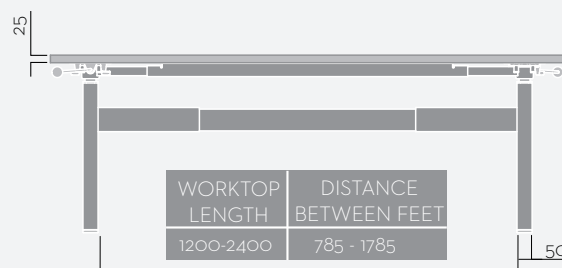 25
WORKTOP LENGTH
DISTANCE BETWEEN FEET
1200-2400
785 - 1785
50